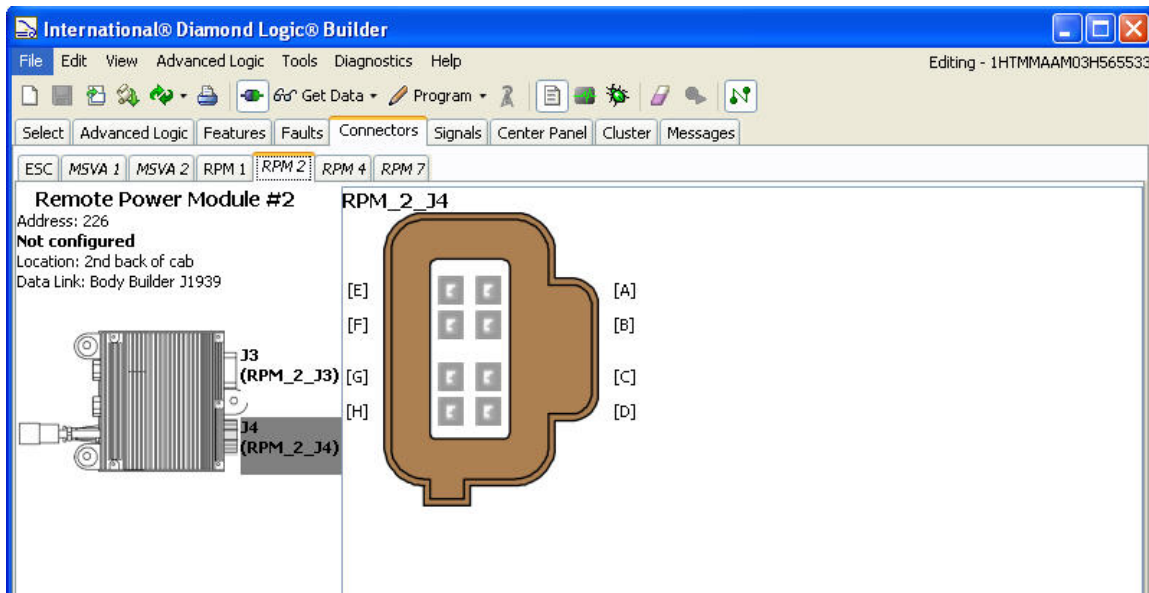 International® Diamond Logic® Builder
File Edit View Advanced Logic Tools Diagnostics Help Editing - 1HTMMAAM03H565533
Get Data Program
Select Advanced Logic Features Faults Connectors Signals Center Panel Cluster Messages
ESC MSVA 1 MSVA 2 RPM 1 RPM 2 RPM 4 RPM 7
Remote Power Module #2
Address: 226
Not configured
Location: 2nd back of cab
Data Link: Body Builder J1939
J3
(RPM_2_J3)
J4
(RPM_2_J4)
RPM_2_J4
[E] [A]
[F] [B]
[G] [C]
[H] [D]